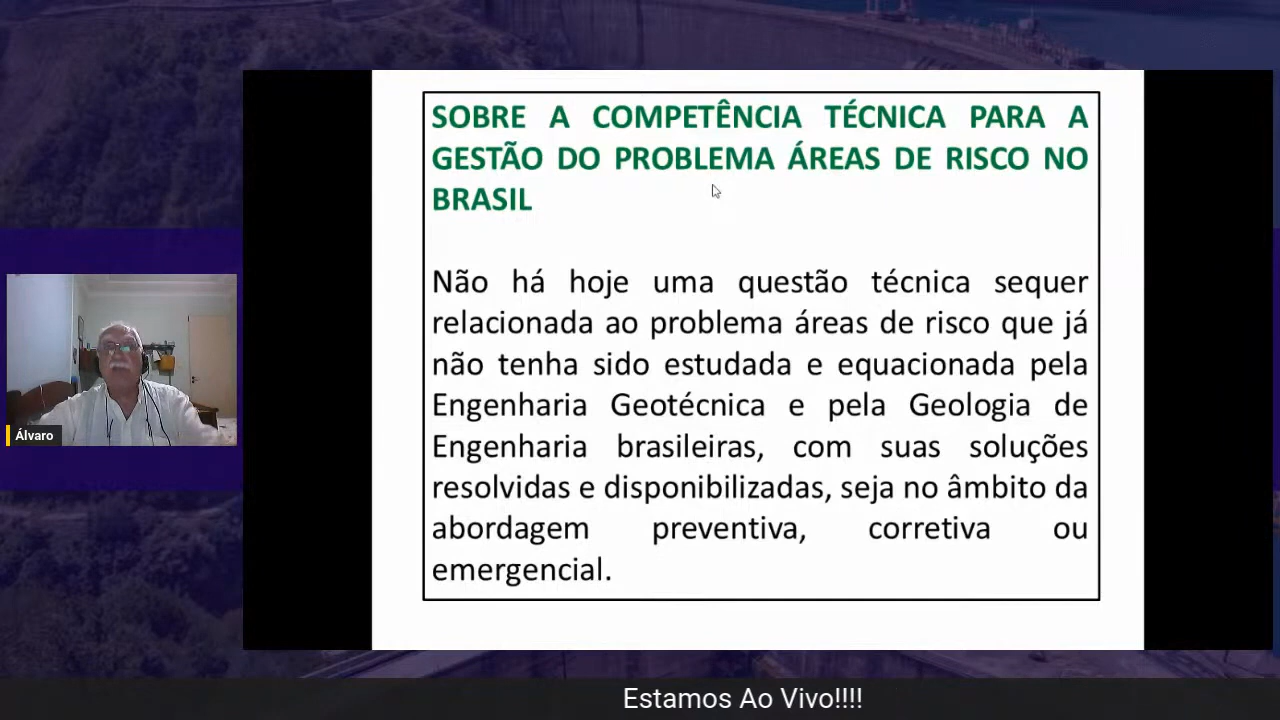 SOBRE A COMPETÊNCIA TÉCNICA PARA A
GESTÃO DO PROBLEMA ÁREAS DE RISCO NO
BRASIL
Não há hoje uma questão técnica sequer
relacionada ao problema áreas de risco que já
não tenha sido estudada e equacionada pela
Engenharia Geotécnica e pela Geologia de
Engenharia brasileiras, com suas soluções
resolvidas e disponibilizadas, seja no âmbito da
abordagem preventiva, corretiva ou
emergencial.
Álvaro
Estamos Ao Vivo!!!!